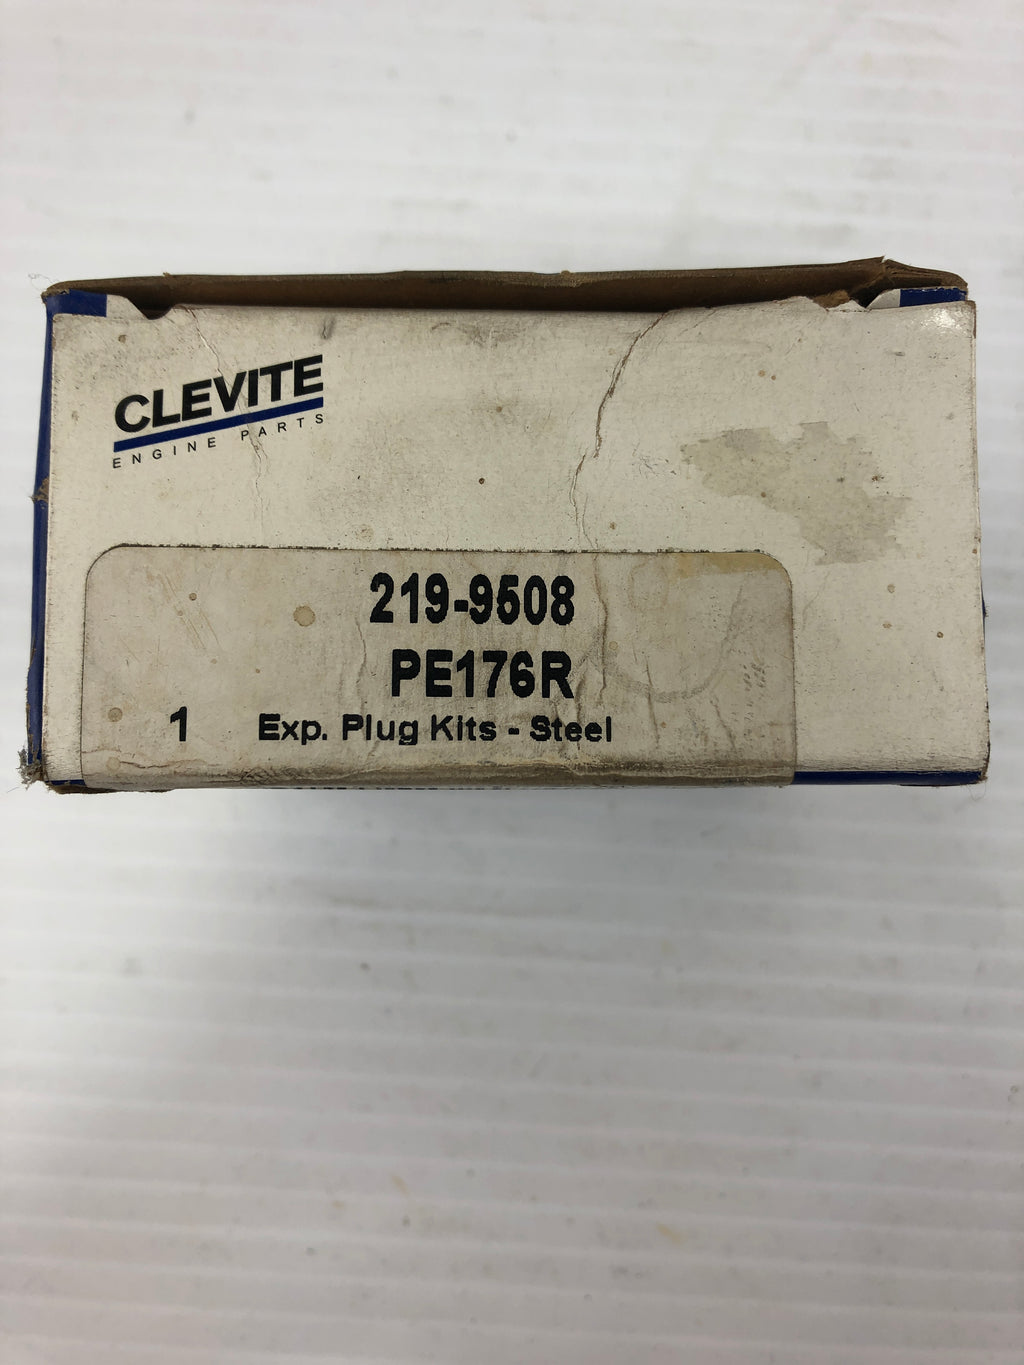 CLEVITE
ENGINE PARTS
219-9508
PE176R
1 Exp. Plug Kits - Steel